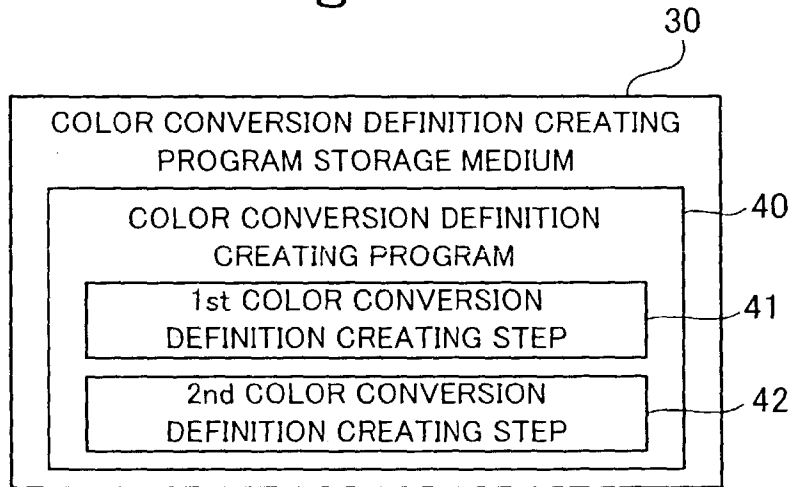 30
COLOR CONVERSION DEFINITION CREATING
PROGRAM STORAGE MEDIUM
COLOR CONVERSION DEFINITION
CREATING PROGRAM
40
1st COLOR CONVERSION
DEFINITION CREATING STEP
41
2nd COLOR CONVERSION
DEFINITION CREATING STEP
42